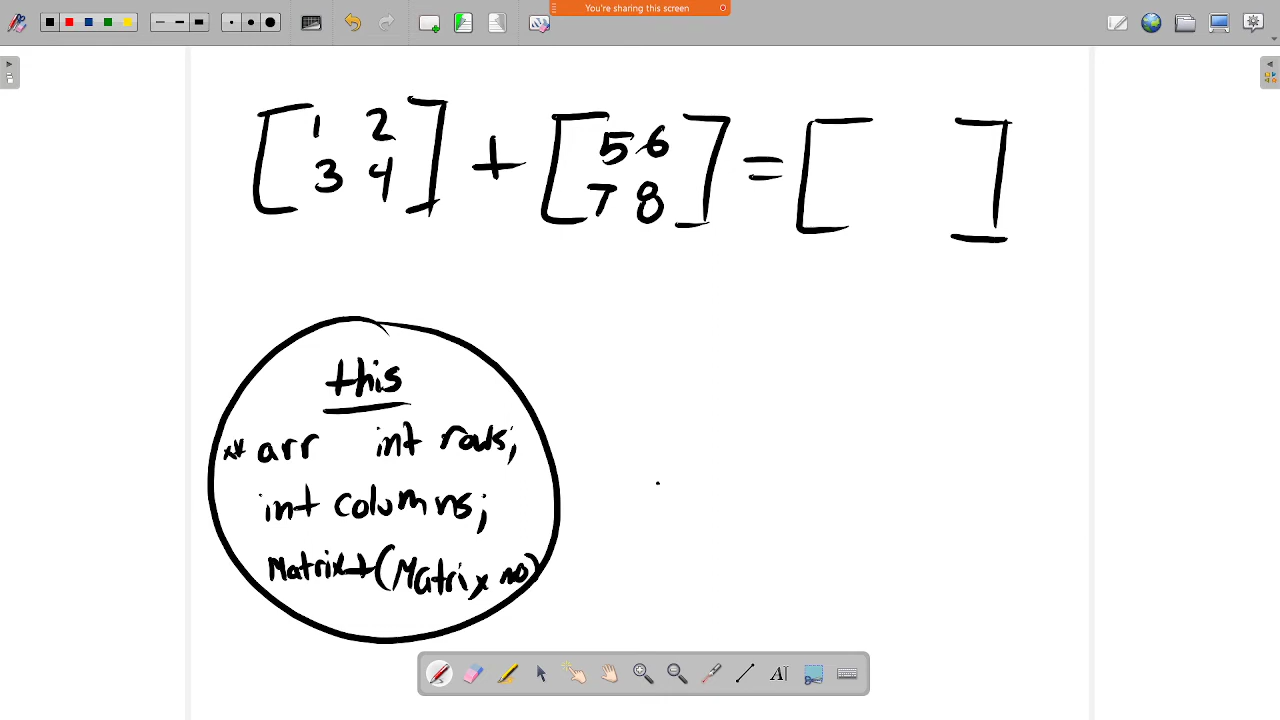 You're sharing this screen
[1 2 3 4] + [5 6 7 8] = [ ]
this
** arr int rows;
int columns;
Matrix+(Matrix mo)